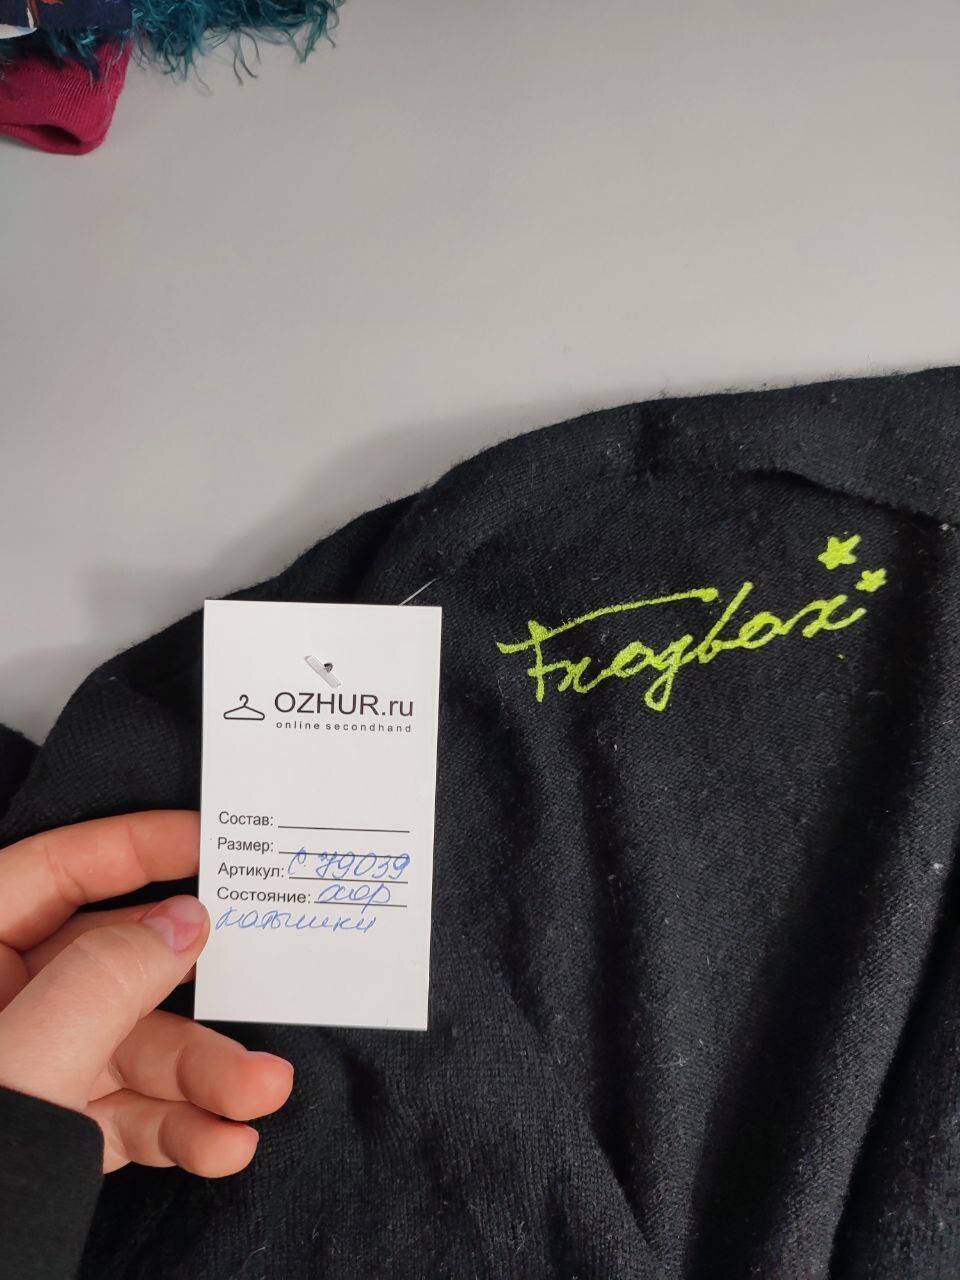 Frogbox
OZHUR.ru
online secondhand
Состав:
Размер:
Артикул: С. 79039
Состояние: хор
катышки